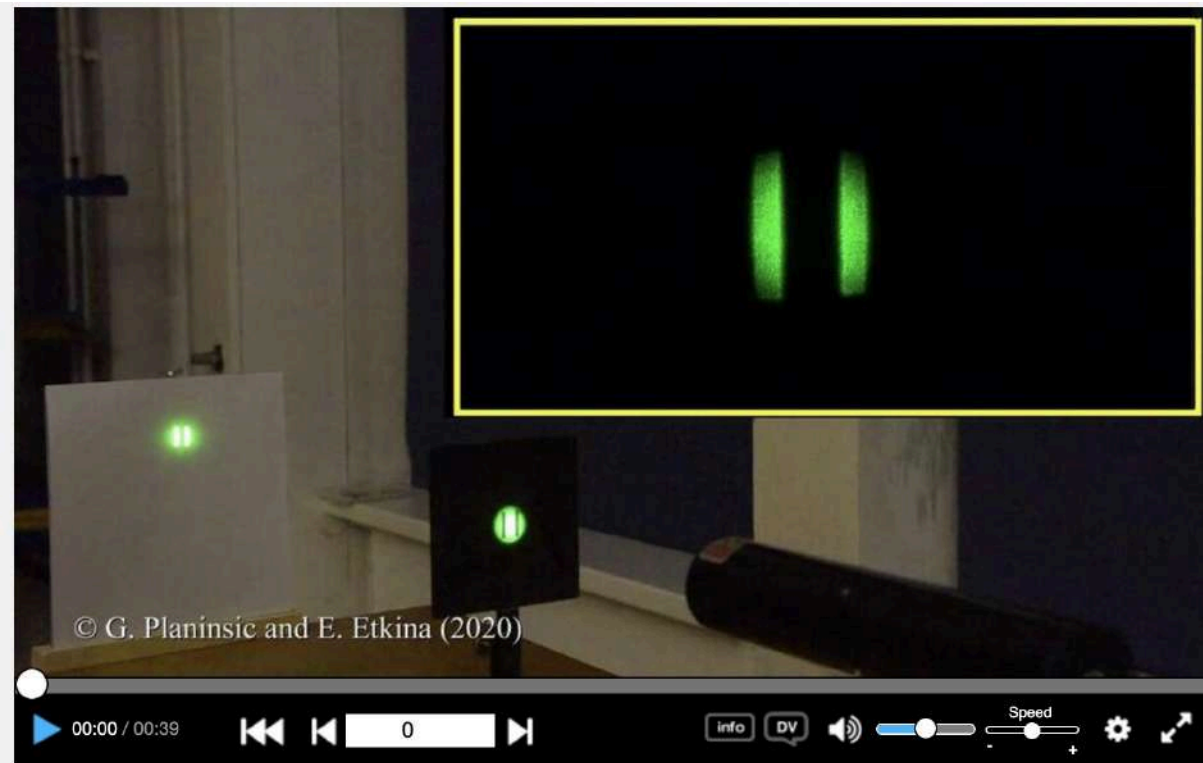 © G. Planinsic and E. Etkina (2020)
00:00 / 00:39
0
info
DV
Speed
-
+